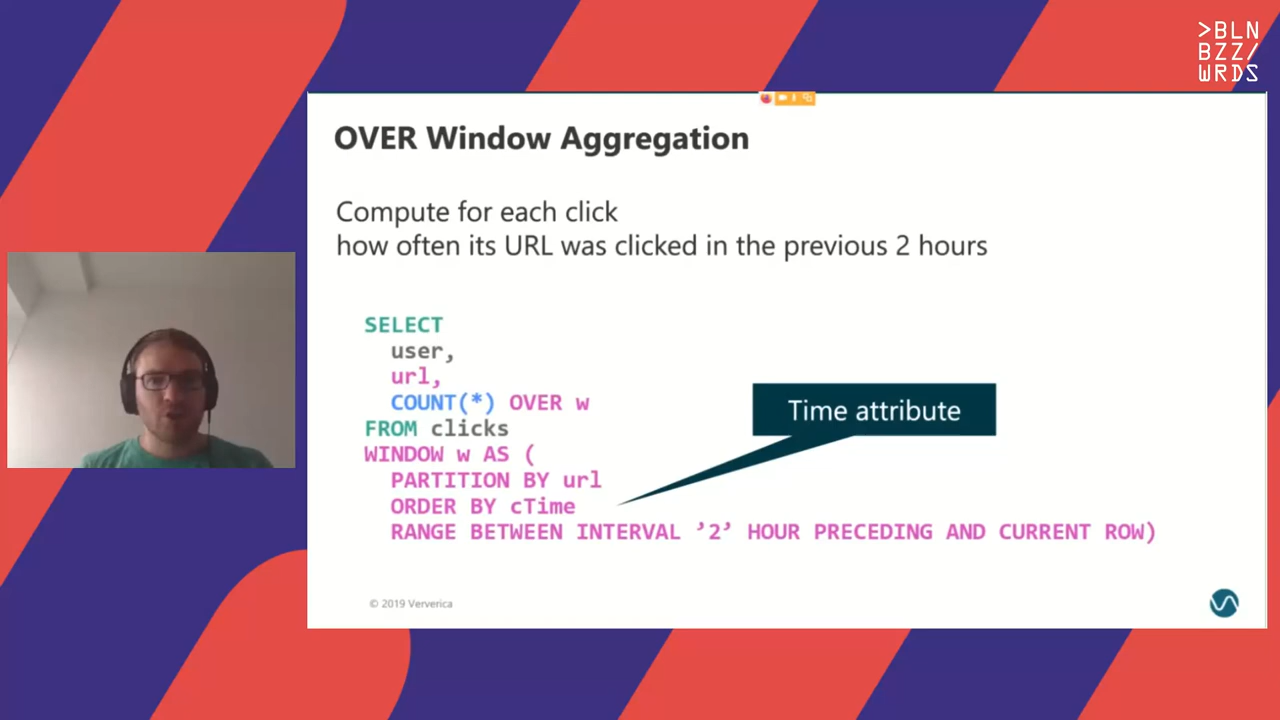 >BLN
BZZ/
WRDS
OVER Window Aggregation
Compute for each click
how often its URL was clicked in the previous 2 hours
SELECT
user,
url,
COUNT(*) OVER w
FROM clicks
WINDOW w AS (
PARTITION BY url
ORDER BY cTime
RANGE BETWEEN INTERVAL ’2’ HOUR PRECEDING AND CURRENT ROW)
Time attribute
© 2019 Ververica